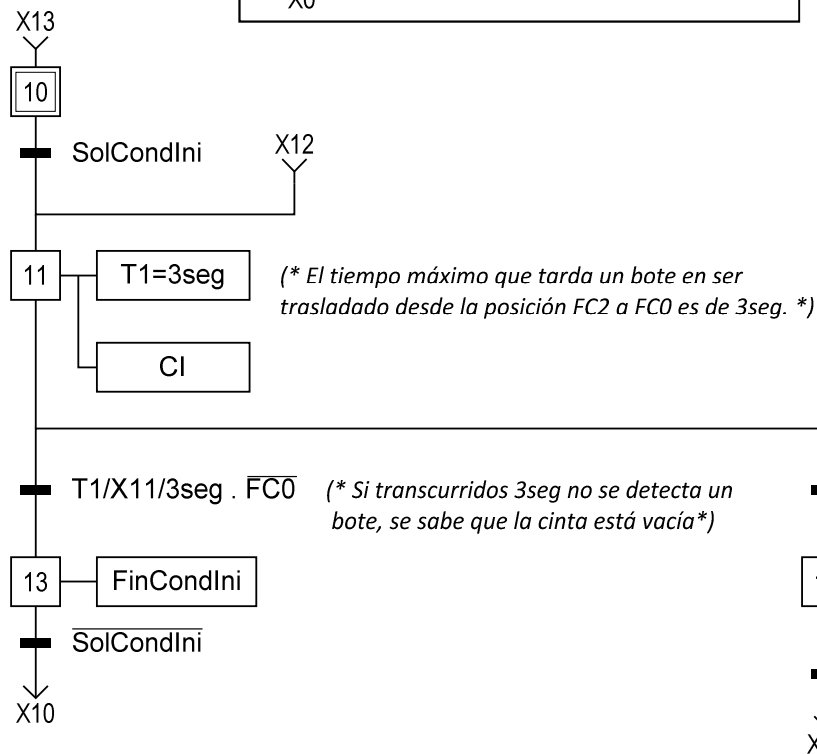 X0
X13
10
SolCondIni
X12
11
T1=3seg
(* El tiempo máximo que tarda un bote en ser
trasladado desde la posición FC2 a FC0 es de 3seg. *)
CI
T1/X11/3seg . F̅C̅0̅
(* Si transcurridos 3seg no se detecta un
bote, se sabe que la cinta está vacía*)
13
FinCondIni
S̅o̅l̅C̅o̅n̅d̅I̅n̅i̅
X10